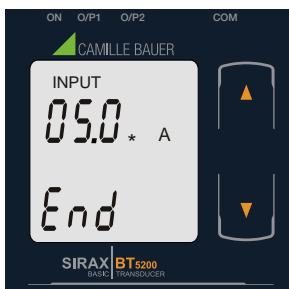 ON O/P1 O/P2 COM
CAMILLE BAUER
INPUT
05.0 * A
End
SIRAX BT5200
BASIC TRANSDUCER